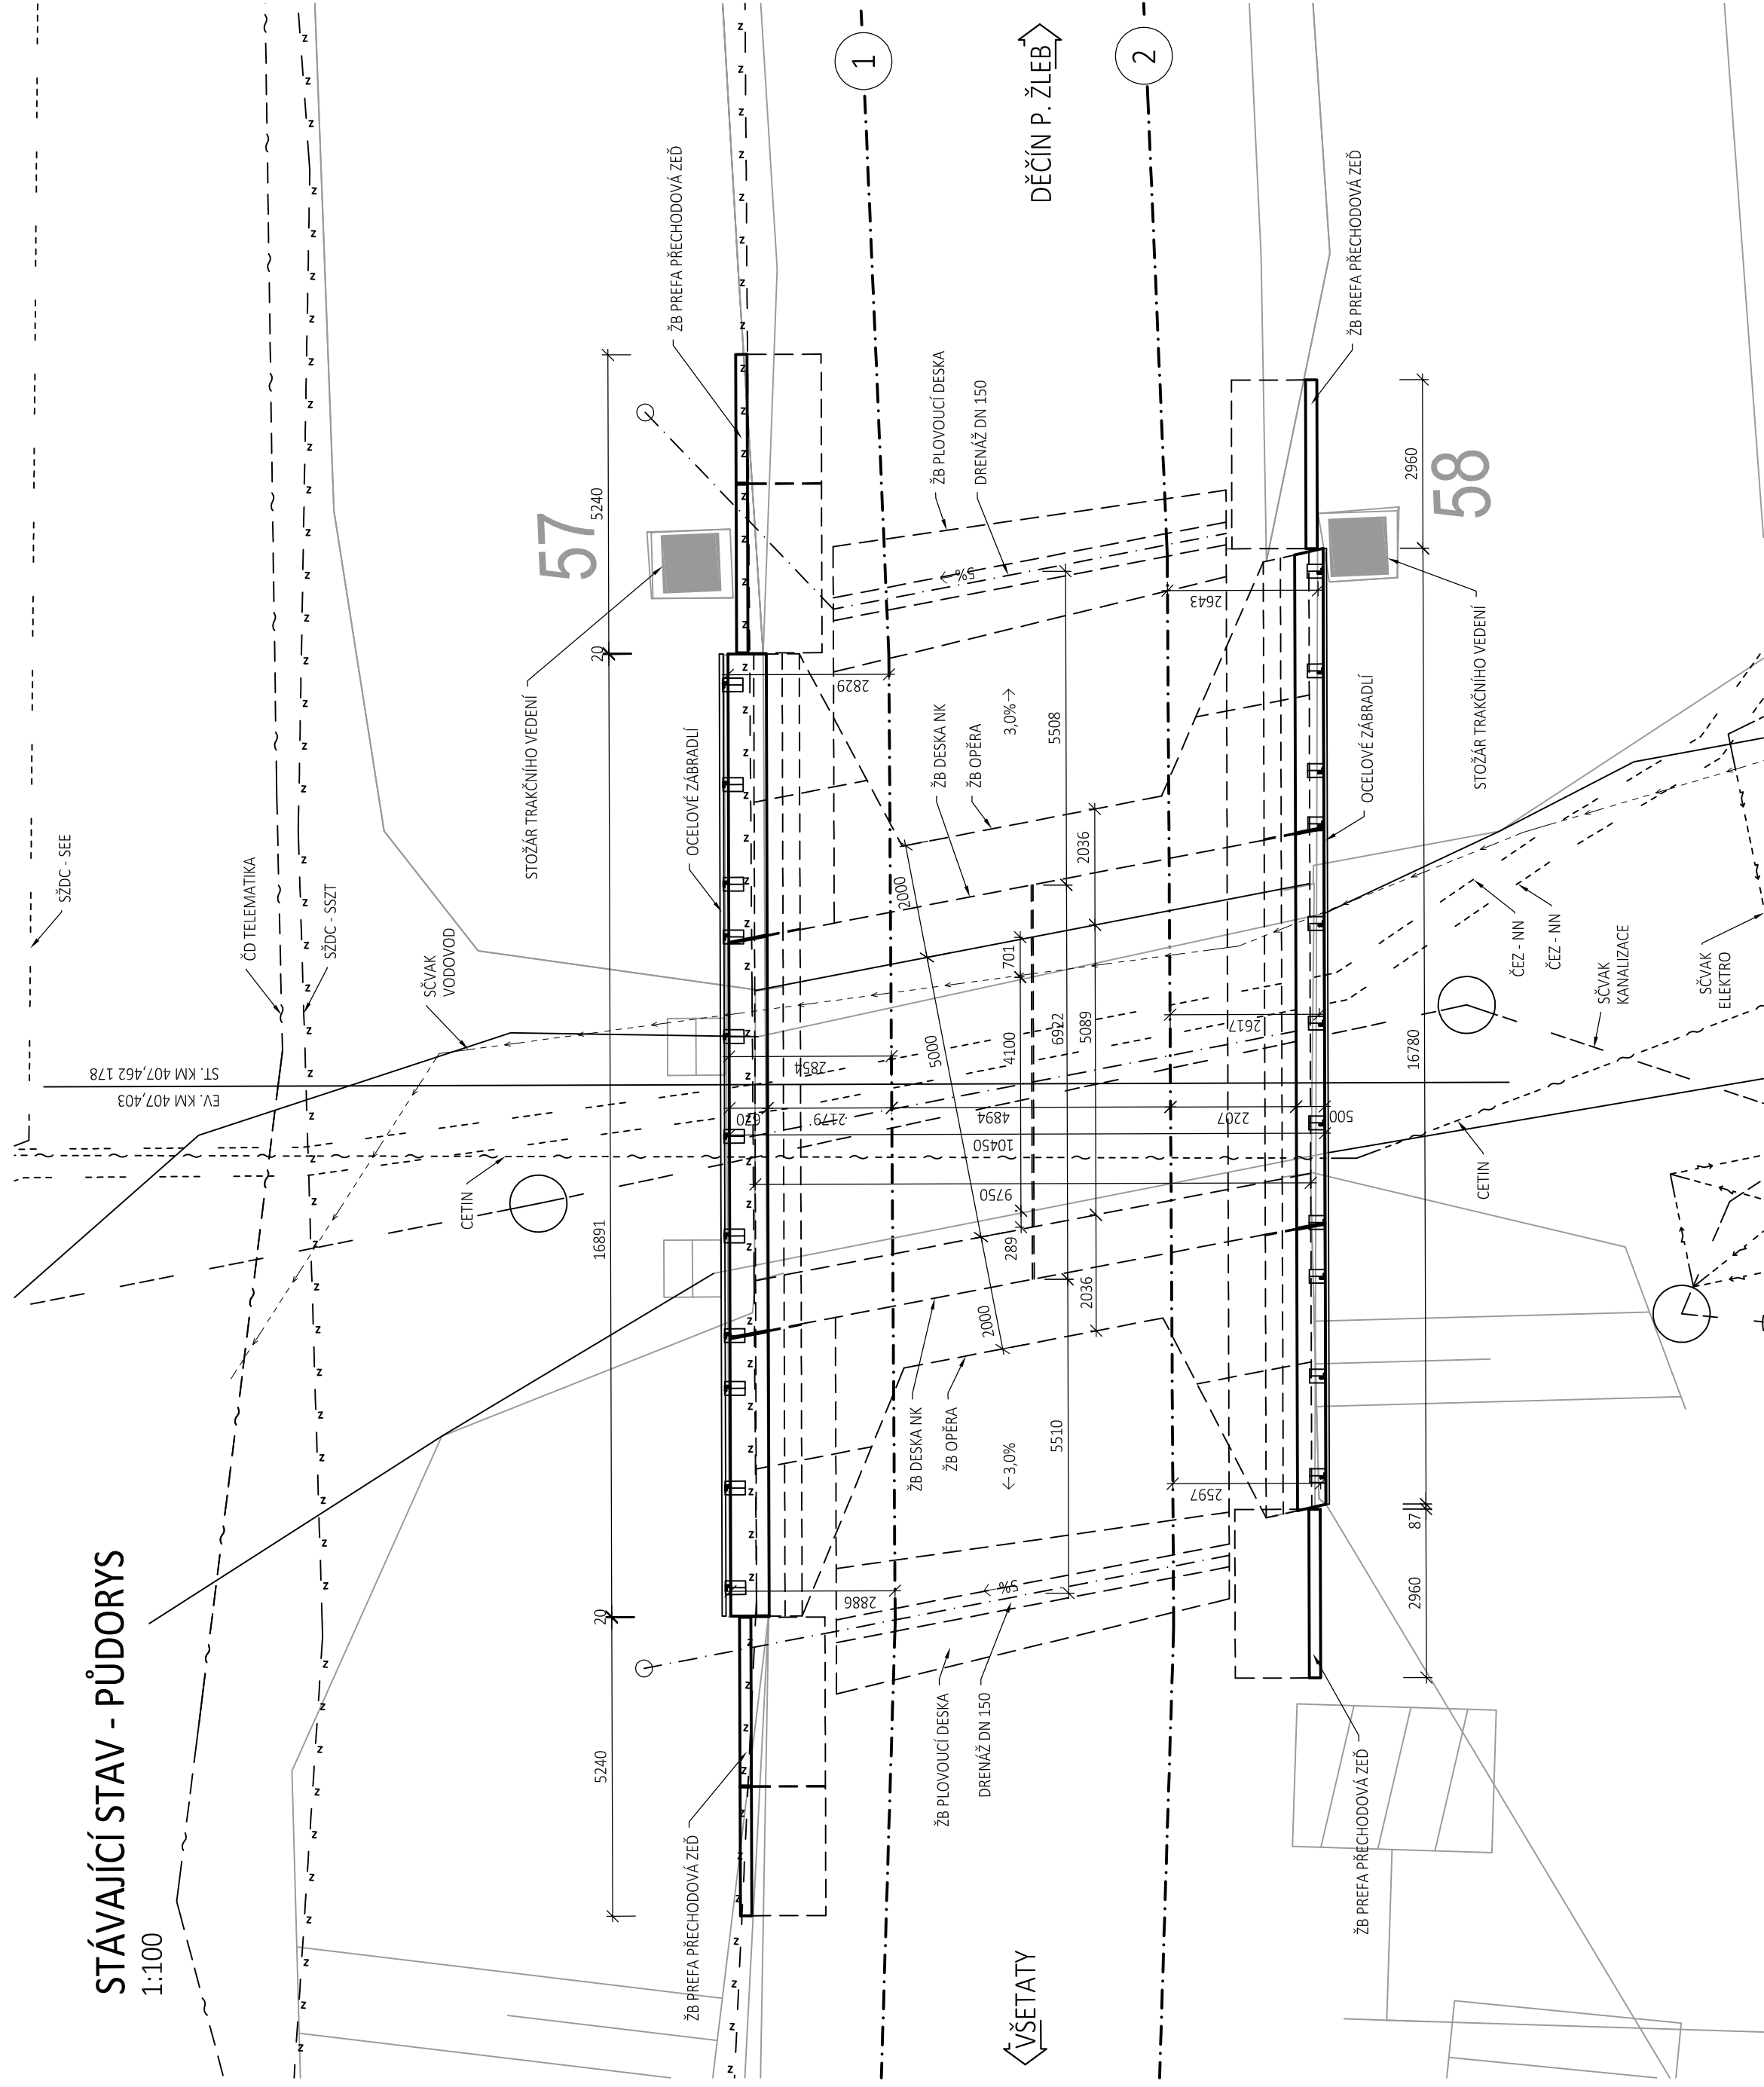 STÁVAJÍCÍ STAV - PŮDORYS
1:100
SŽDC - SEE
ČD TELEMATIKA
SŽDC - SSZT
SČVAK
VODOVOD
ST. KM 407,462 178
EV. KM 407,403
CETIN
STOŽÁR TRAKČNÍHO VEDENÍ
57
5240
20
16891
20
5240
OCELOVÉ ZÁBRADLÍ
ŽB PREFA PŘECHODOVÁ ZEĎ
ŽB PREFA PŘECHODOVÁ ZEĎ
1
2
DĚČÍN P. ŽLEB
VŠETATY
ŽB PLOVOUCÍ DESKA
DRENÁŽ DN 150
5%
ŽB DESKA NK
ŽB OPĚRA
3,0%
5508
2829
2643
2000
2036
701
6922
5089
4100
5000
2854
2617
670
2179
4894
2207
500
10450
9750
289
2036
2000
ŽB DESKA NK
ŽB OPĚRA
3,0%
5510
2597
2886
5%
ŽB PLOVOUCÍ DESKA
DRENÁŽ DN 150
ŽB PREFA PŘECHODOVÁ ZEĎ
58
2960
16780
87
2960
STOŽÁR TRAKČNÍHO VEDENÍ
OCELOVÉ ZÁBRADLÍ
ČEZ - NN
ČEZ - NN
SČVAK
KANALIZACE
SČVAK
ELEKTRO
CETIN
ŽB PREFA PŘECHODOVÁ ZEĎ